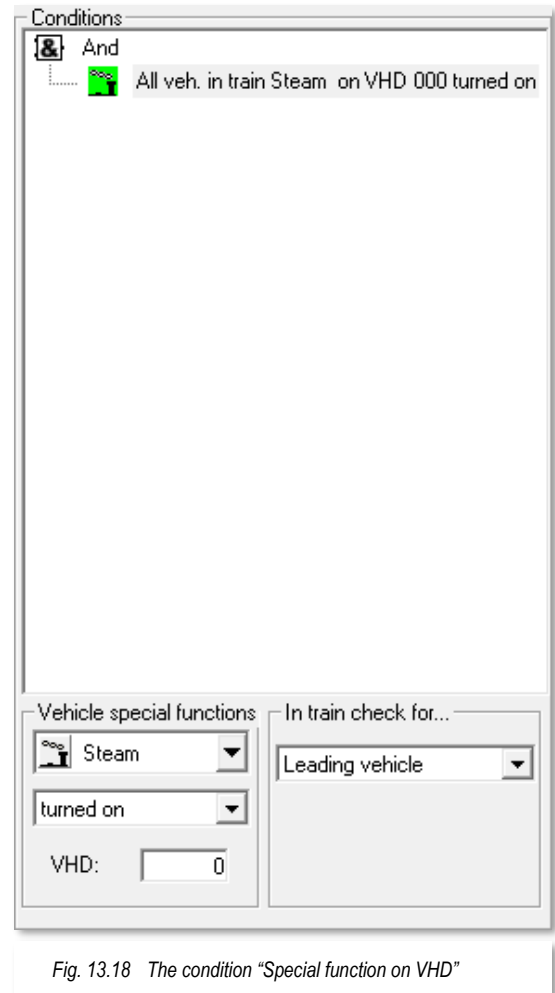 Conditions
& And
All veh. in train Steam on VHD 000 turned on
Vehicle special functions
Steam
turned on
VHD: 0
In train check for...
Leading vehicle
Fig. 13.18 The condition “Special function on VHD”